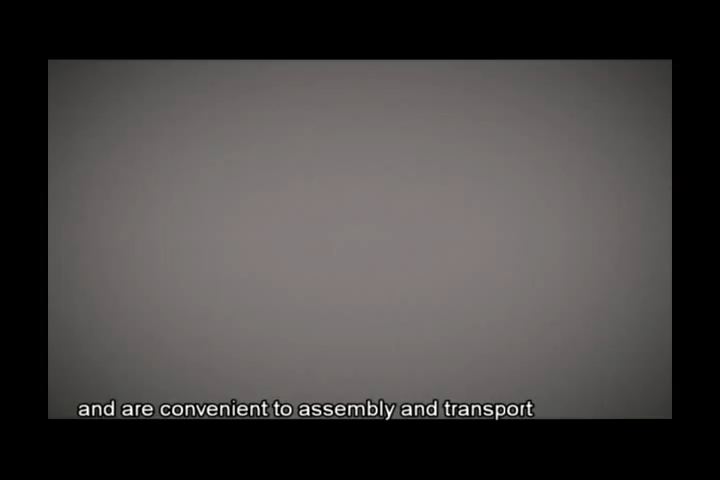 and are convenient to assembly and transport